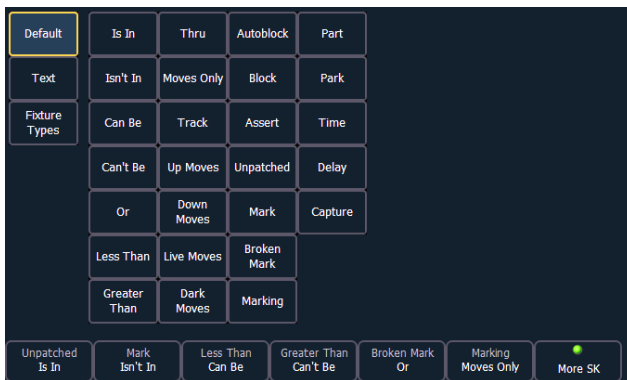 Default Is In Thru Autoblock Part
Text Isn't In Moves Only Block Park
Fixture
Types Can Be Track Assert Time
Can't Be Up Moves Unpatched Delay
Or Down
Moves Mark Capture
Less Than Live Moves Broken
Mark
Greater
Than Dark
Moves Marking
Unpatched Mark Less Than Greater Than Broken Mark Marking
Is In Isn't In Can Be Can't Be Or Moves Only More SK